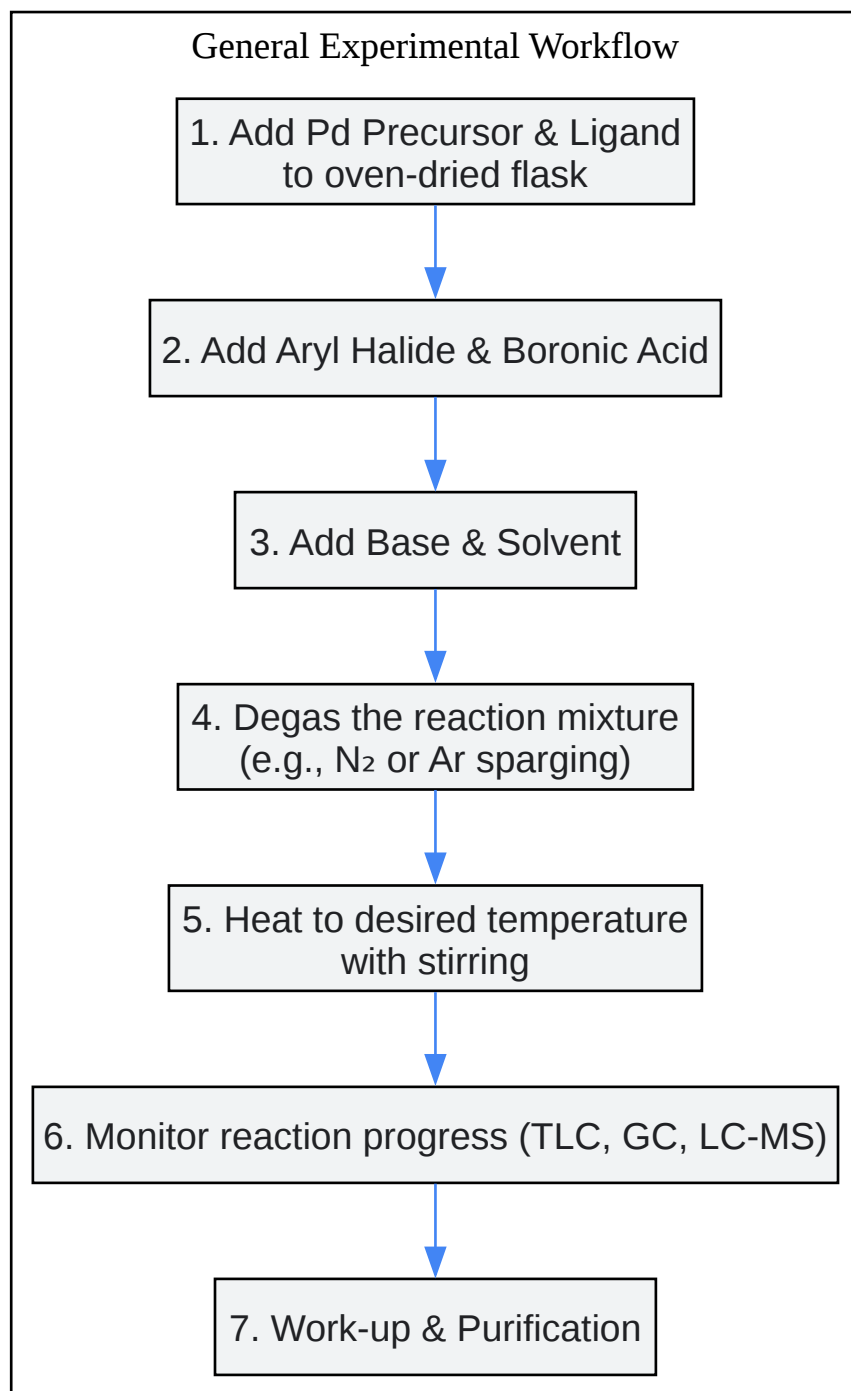 General Experimental Workflow
1. Add Pd Precursor & Ligand
to oven-dried flask
2. Add Aryl Halide & Boronic Acid
3. Add Base & Solvent
4. Degas the reaction mixture
(e.g., N₂ or Ar sparging)
5. Heat to desired temperature
with stirring
6. Monitor reaction progress (TLC, GC, LC-MS)
7. Work-up & Purification